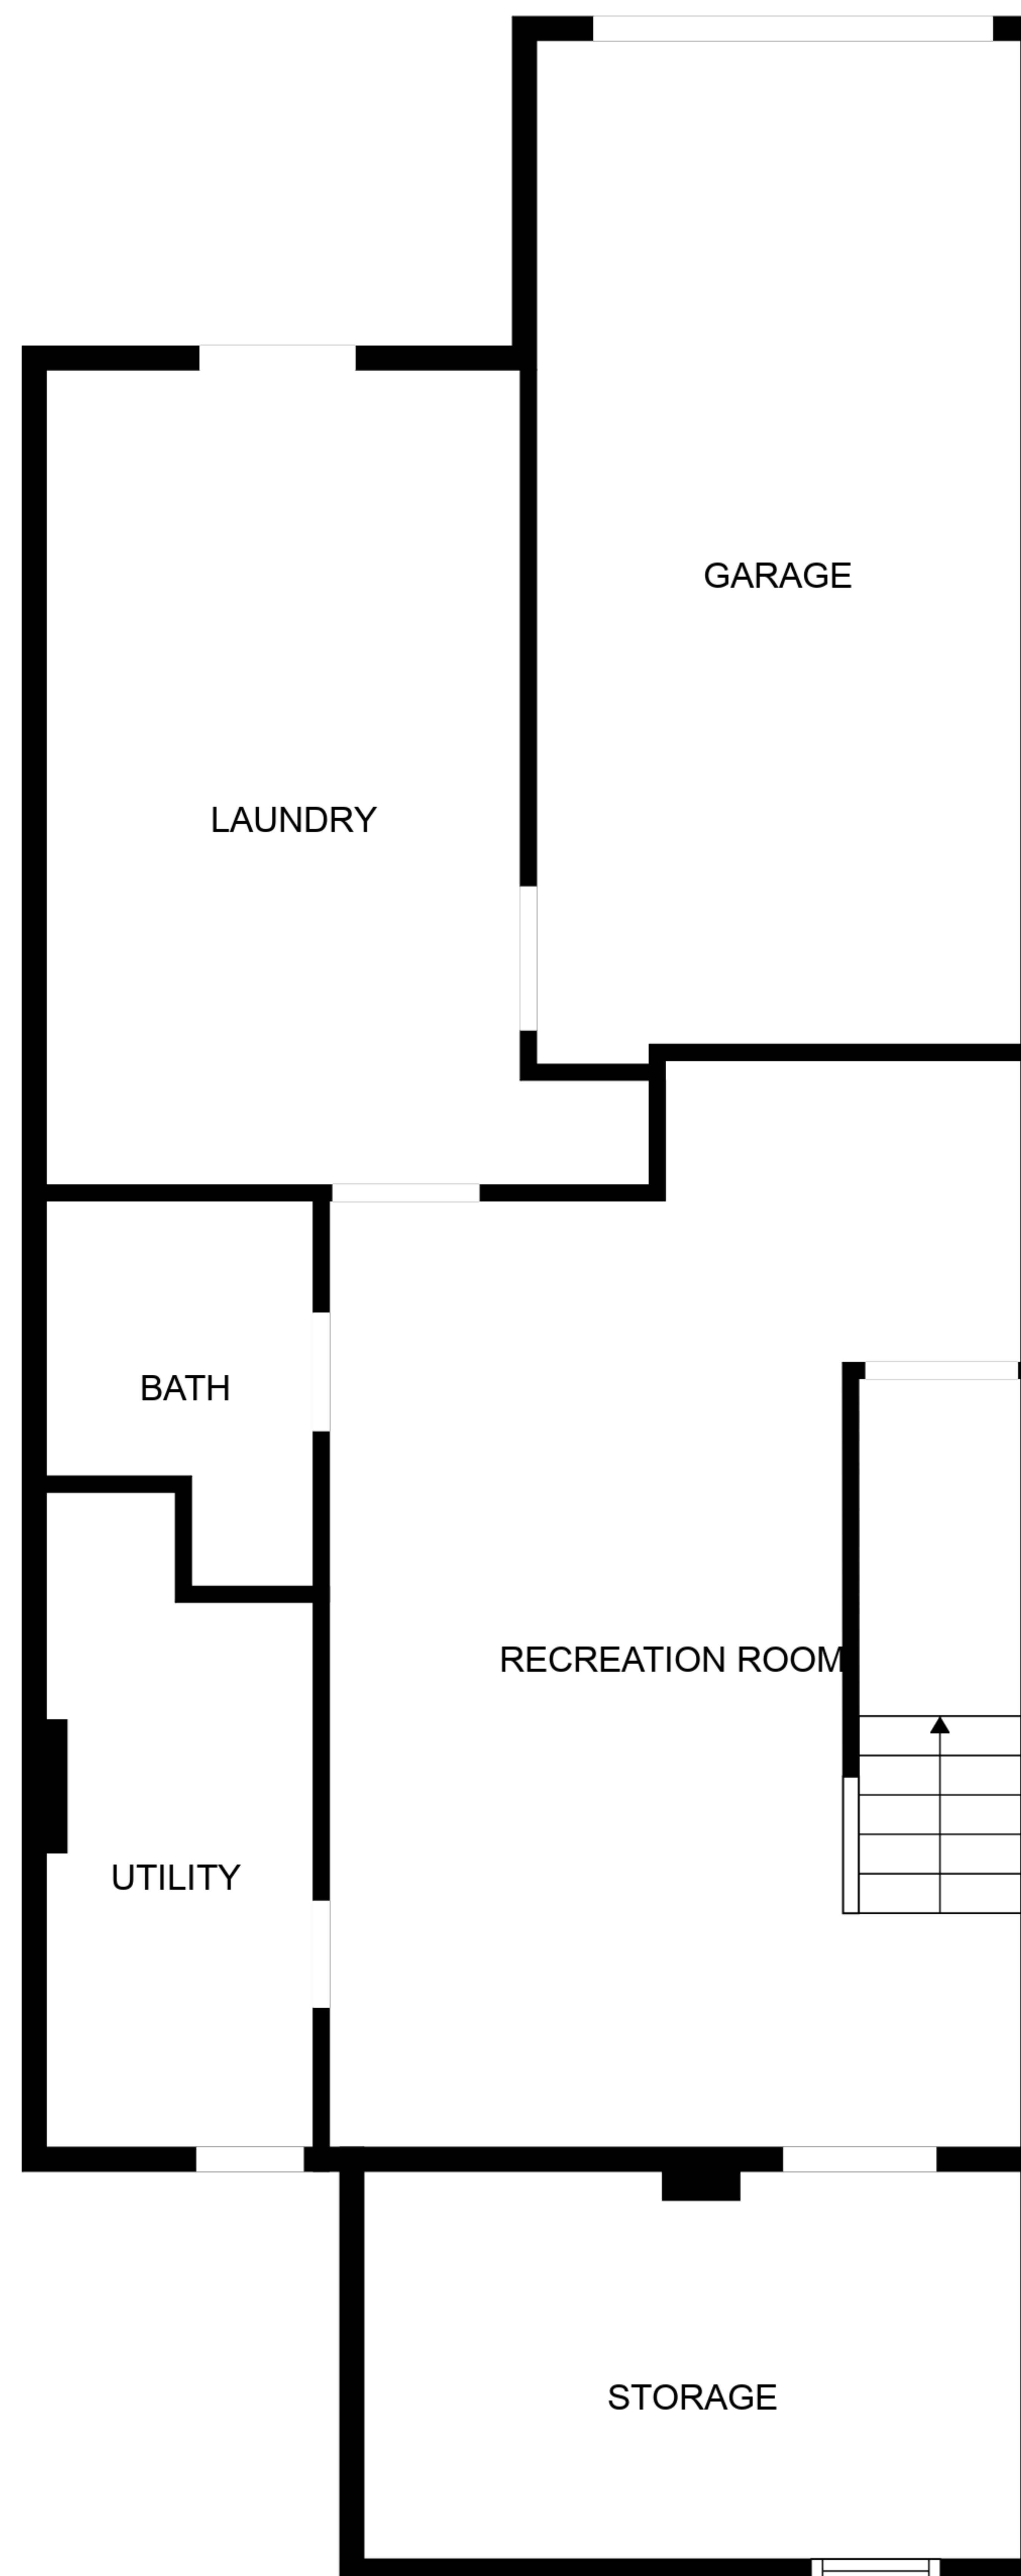 GARAGE
LAUNDRY
BATH
RECREATION ROOM
UTILITY
STORAGE